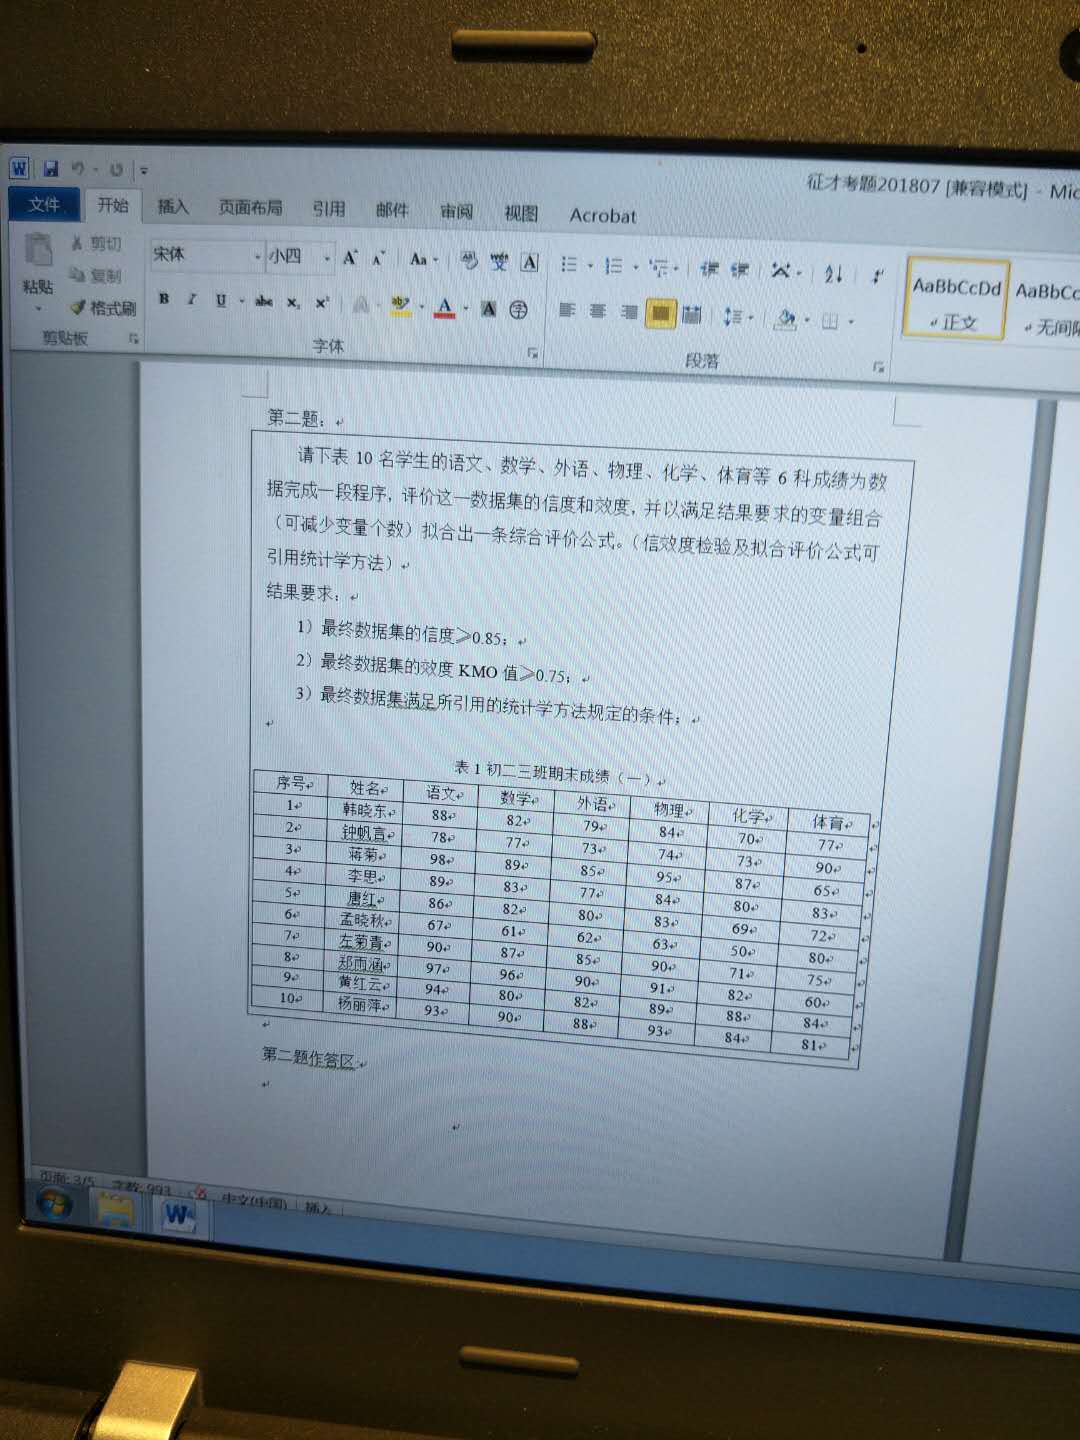 征才考题201807 [兼容模式] - Mic
文件 开始 插入 页面布局 引用 邮件 审阅 视图 Acrobat
粘贴 剪切 复制 格式刷 剪贴板
宋体 小四 A A Aa A
B I U abc x₂ x² A A A 字
字体
段落
AaBbCcDd AaBbCc
正文 无间隔
第二题：
请下表 10 名学生的语文、数学、外语、物理、化学、体育等 6 科成绩为数
据完成一段程序，评价这一数据集的信度和效度，并以满足结果要求的变量组合
（可减少变量个数）拟合出一条综合评价公式。（信效度检验及拟合评价公式可
引用统计学方法）
结果要求：
1）最终数据集的信度≥0.85；
2）最终数据集的效度 KMO 值≥0.75；
3）最终数据集满足所引用的统计学方法规定的条件；
表 1 初二三班期末成绩（一）
序号 姓名 语文 数学 外语 物理 化学 体育
1 韩晓东 88 82 79 84 70 77
2 钟帆言 78 77 73 74 73 90
3 蒋菊 98 89 85 95 87 65
4 李思 89 83 77 84 80 83
5 唐红 86 82 80 83 69 72
6 孟晓秋 67 61 62 63 50 80
7 左菊青 90 87 85 90 71 75
8 郑雨涵 97 96 90 91 82 60
9 黄红云 94 80 82 89 88 84
10 杨丽萍 93 90 88 93 84 81
第二题作答区:
页面: 3/5 字数: 993 中文(中国) 插入